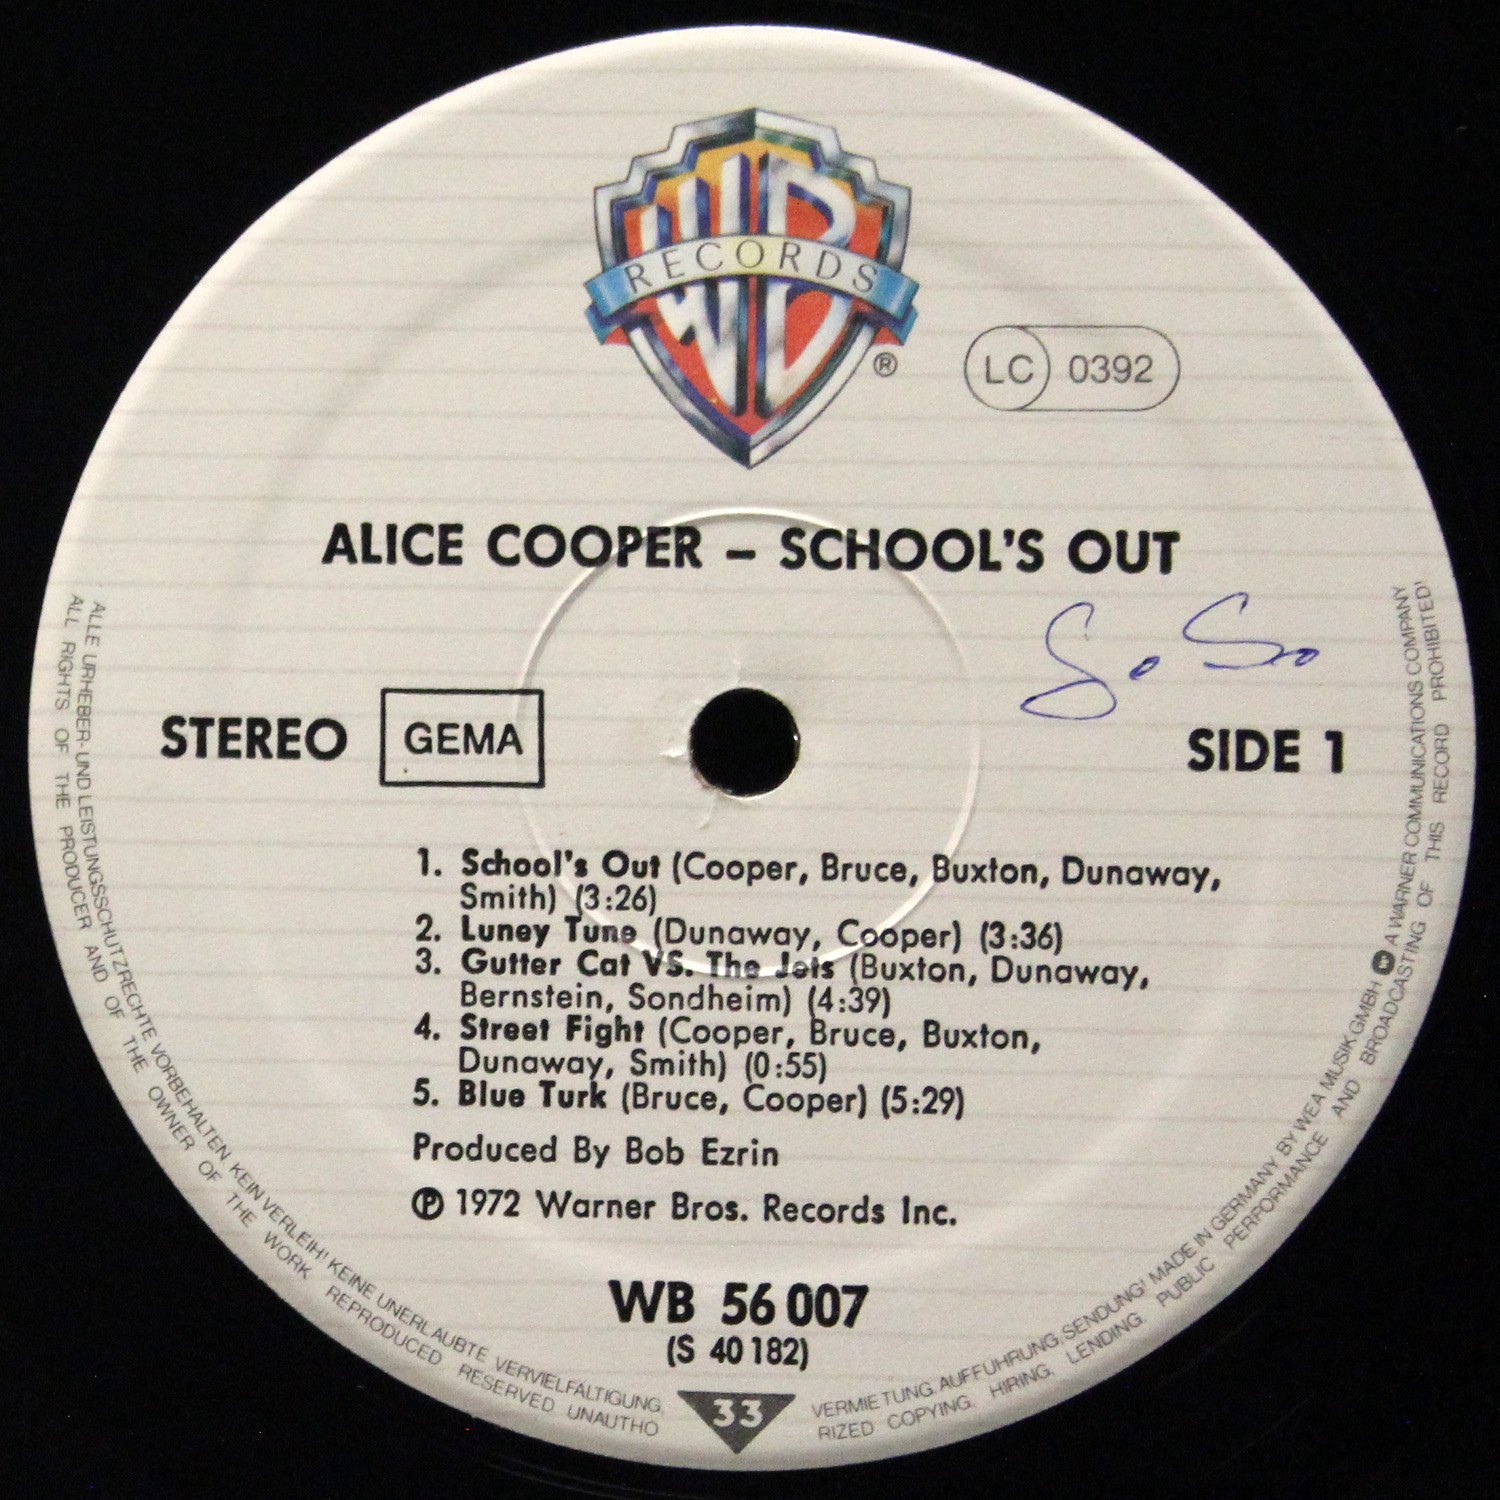 WB
RECORDS
®
LC 0392
ALICE COOPER – SCHOOL'S OUT
So So
STEREO GEMA SIDE 1
1. School's Out (Cooper, Bruce, Buxton, Dunaway,
Smith) (3:26)
2. Luney Tune (Dunaway, Cooper) (3:36)
3. Gutter Cat VS. The Jets (Buxton, Dunaway,
Bernstein, Sondheim) (4:39)
4. Street Fight (Cooper, Bruce, Buxton,
Dunaway, Smith) (0:55)
5. Blue Turk (Bruce, Cooper) (5:29)
Produced By Bob Ezrin
℗ 1972 Warner Bros. Records Inc.
WB 56 007
(S 40 182)
33
ALLE URHEBER- UND LEISTUNGSSCHUTZRECHTE VORBEHALTEN KEIN VERLEIH! KEINE UNERLAUBTE VERVIELFÄLTIGUNG, VERMIETUNG, AUFFÜHRUNG, SENDUNG! MADE IN GERMANY BY WEA MUSIK GMBH A WARNER COMMUNICATIONS COMPANY
ALL RIGHTS OF THE PRODUCER AND OF THE OWNER OF THE WORK REPRODUCED RESERVED UNAUTHORIZED COPYING, HIRING, LENDING, PUBLIC PERFORMANCE AND BROADCASTING OF THIS RECORD PROHIBITED!